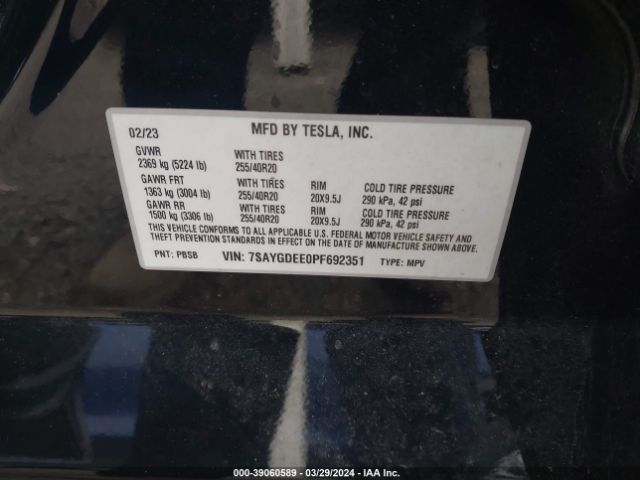 02/23 MFD BY TESLA, INC.
GVWR
2369 kg (5224 lb) WITH TIRES 255/40R20
GAWR FRT
1363 kg (3004 lb) WITH TIRES 255/40R20 RIM 20X9.5J COLD TIRE PRESSURE 290 kPa, 42 psi
GAWR RR
1500 kg (3306 lb) WITH TIRES 255/40R20 RIM 20X9.5J COLD TIRE PRESSURE 290 kPa, 42 psi
THIS VEHICLE CONFORMS TO ALL APPLICABLE U.S. FEDERAL MOTOR VEHICLE SAFETY AND
THEFT PREVENTION STANDARDS IN EFFECT ON THE DATE OF MANUFACTURE SHOWN ABOVE.
PNT: PBSB VIN: 7SAYGDEE0PF692351 TYPE: MPV
000-39060589 — 03/29/2024 — IAA Inc.